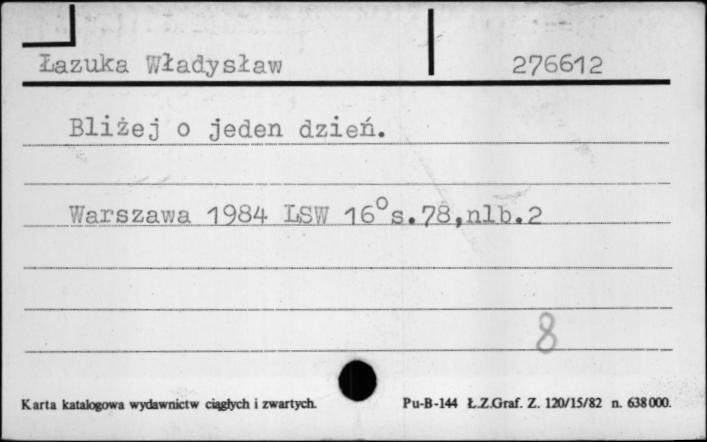 Łazuka Władysław 276612
Bliżej o jeden dzień.
Warszawa 1984 LSW 16° s.78,nlb.2
8
Karta katalogowa wydawnictw ciągłych i zwartych. Pu-B-144 Ł.Z.Graf. Z. 120/15/82 n. 638000.